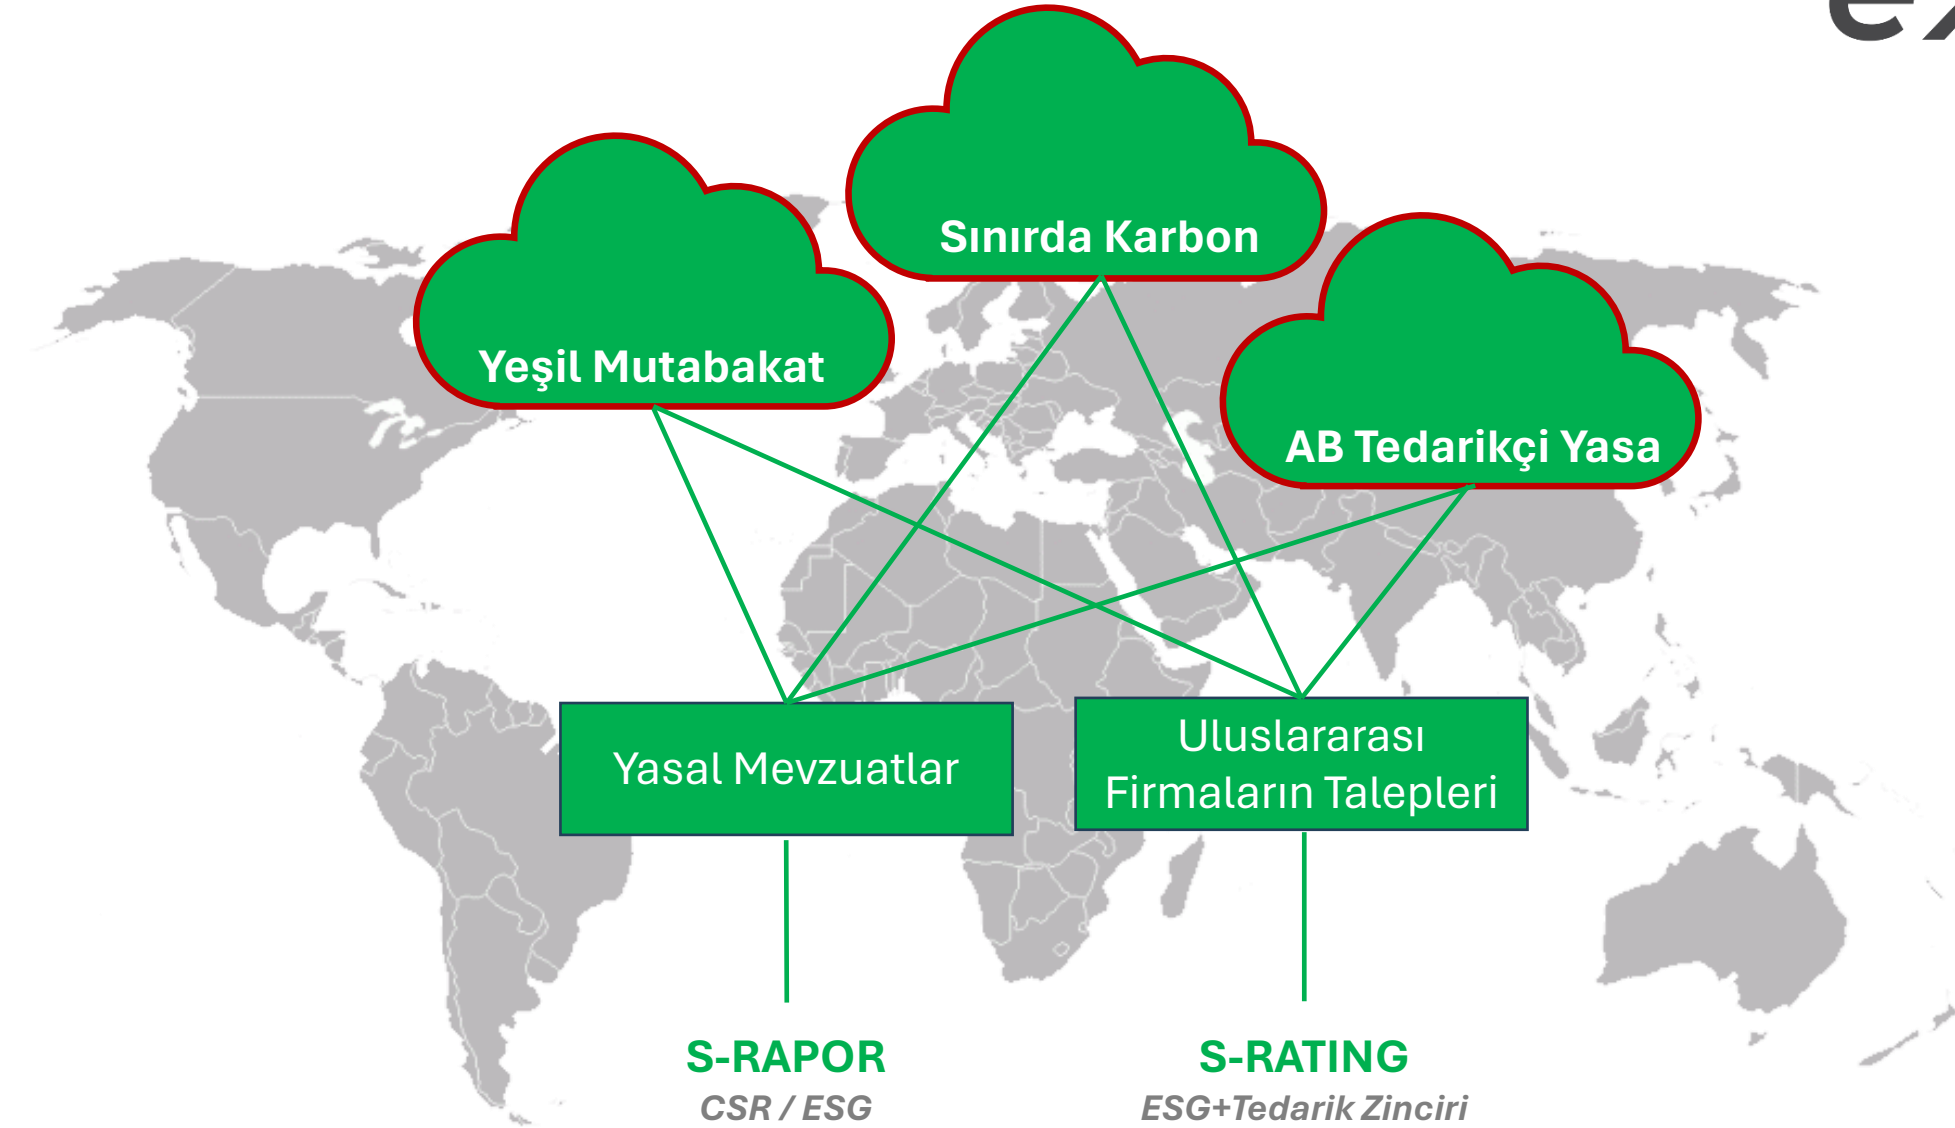 Sınırda Karbon
Yeşil Mutabakat
AB Tedarikçi Yasa
Yasal Mevzuatlar
Uluslararası
Firmaların Talepleri
S-RAPOR
CSR / ESG
S-RATING
ESG+Tedarik Zinciri